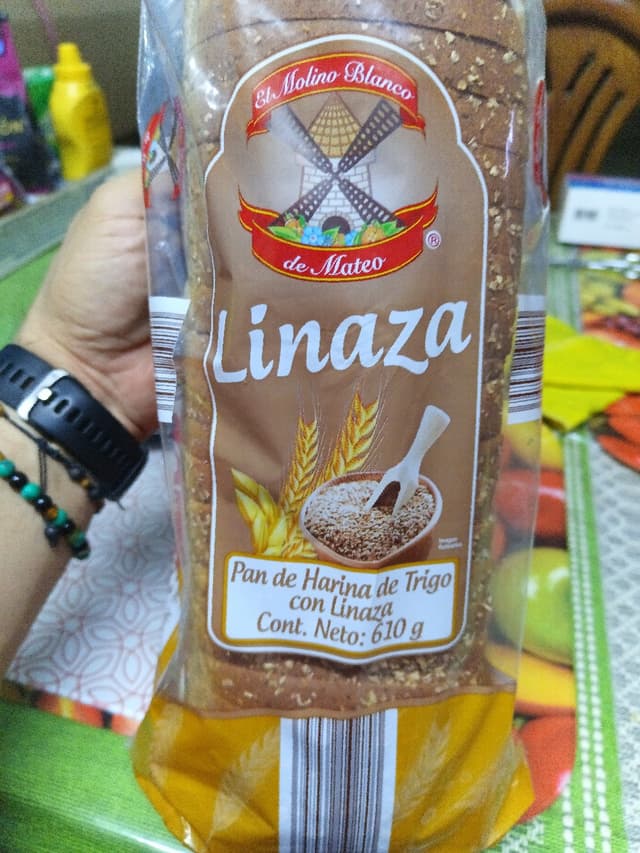 El Molino Blanco
de Mateo
®
Linaza
Pan de Harina de Trigo
con Linaza
Cont. Neto: 610 g